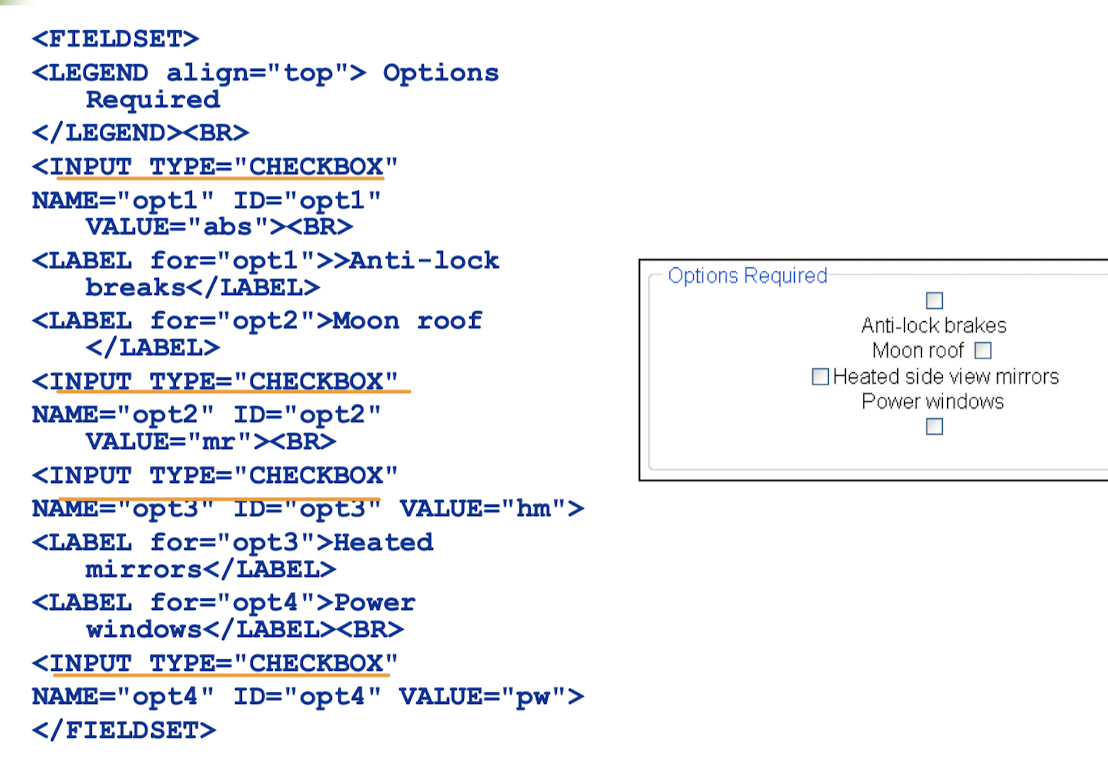 <FIELDSET>
<LEGEND align="top"> Options
Required
</LEGEND><BR>
<INPUT TYPE="CHECKBOX"
NAME="opt1" ID="opt1"
VALUE="abs"><BR>
<LABEL for="opt1">>Anti-lock
breaks</LABEL>
<LABEL for="opt2">Moon roof
</LABEL>
<INPUT TYPE="CHECKBOX"
NAME="opt2" ID="opt2"
VALUE="mr"><BR>
<INPUT TYPE="CHECKBOX"
NAME="opt3" ID="opt3" VALUE="hm">
<LABEL for="opt3">Heated
mirrors</LABEL>
<LABEL for="opt4">Power
windows</LABEL><BR>
<INPUT TYPE="CHECKBOX"
NAME="opt4" ID="opt4" VALUE="pw">
</FIELDSET>
Options Required
Anti-lock brakes
Moon roof
Heated side view mirrors
Power windows